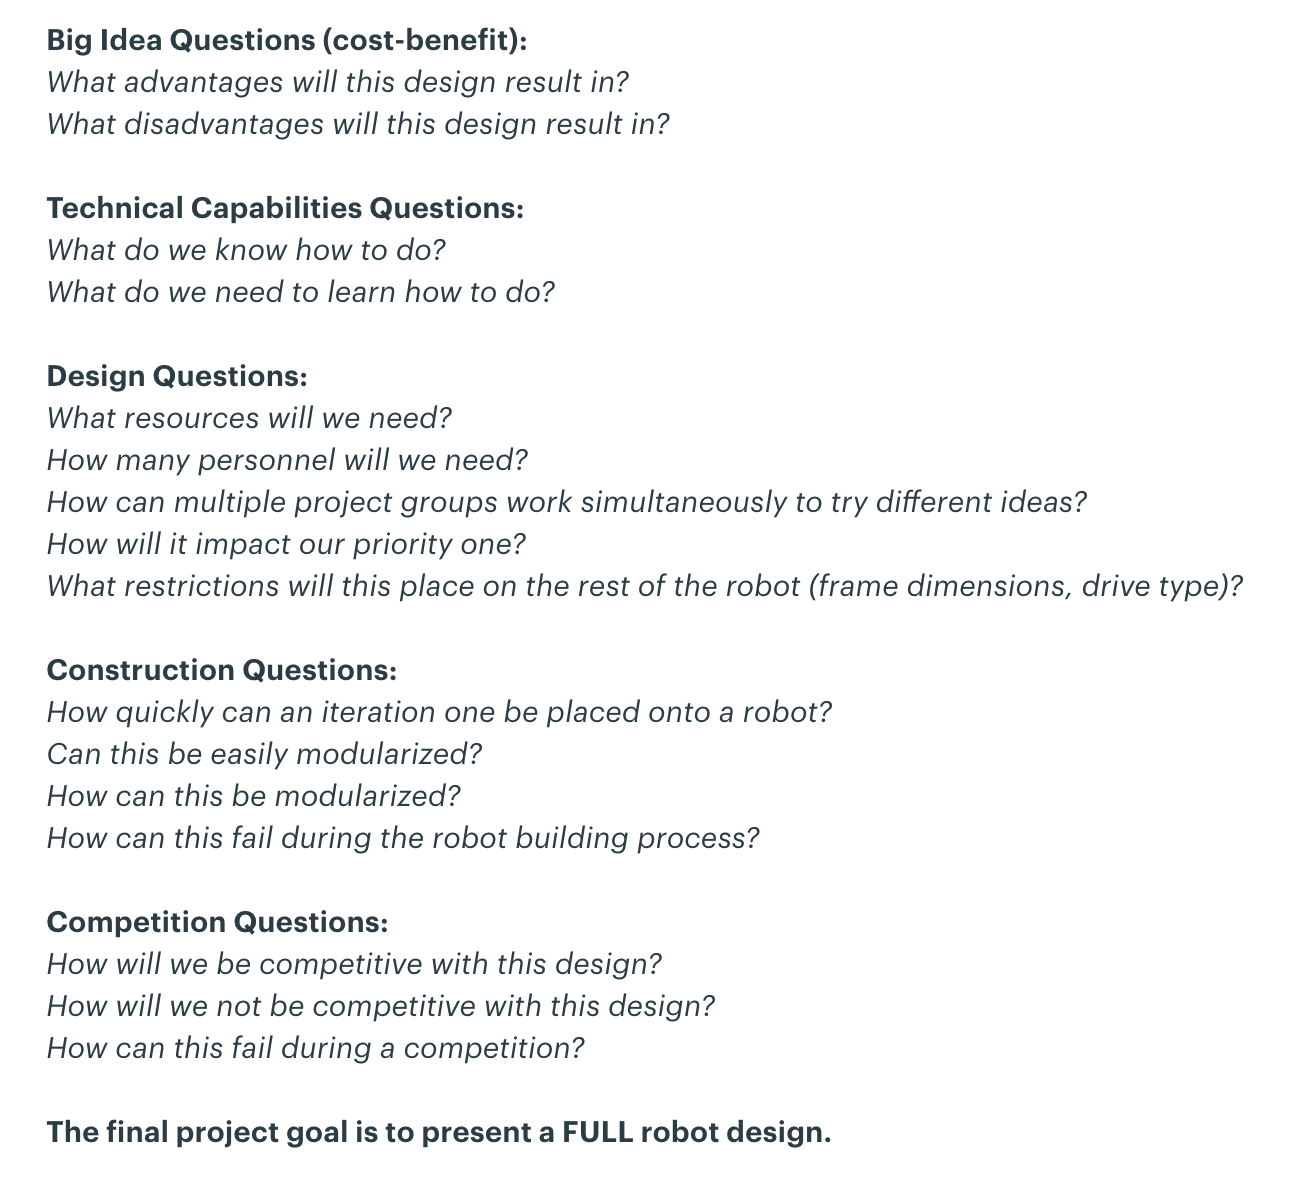 Big Idea Questions (cost-benefit):
What advantages will this design result in?
What disadvantages will this design result in?
Technical Capabilities Questions:
What do we know how to do?
What do we need to learn how to do?
Design Questions:
What resources will we need?
How many personnel will we need?
How can multiple project groups work simultaneously to try different ideas?
How will it impact our priority one?
What restrictions will this place on the rest of the robot (frame dimensions, drive type)?
Construction Questions:
How quickly can an iteration one be placed onto a robot?
Can this be easily modularized?
How can this be modularized?
How can this fail during the robot building process?
Competition Questions:
How will we be competitive with this design?
How will we not be competitive with this design?
How can this fail during a competition?
The final project goal is to present a FULL robot design.